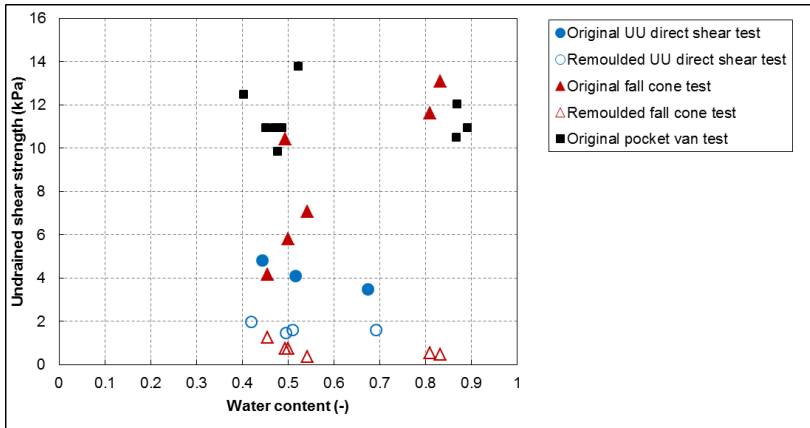 16
14
12
10
8
6
4
2
0
Undrained shear strength (kPa)
0 0.1 0.2 0.3 0.4 0.5 0.6 0.7 0.8 0.9 1
Water content (-)
Original UU direct shear test
Remoulded UU direct shear test
Original fall cone test
Remoulded fall cone test
Original pocket van test